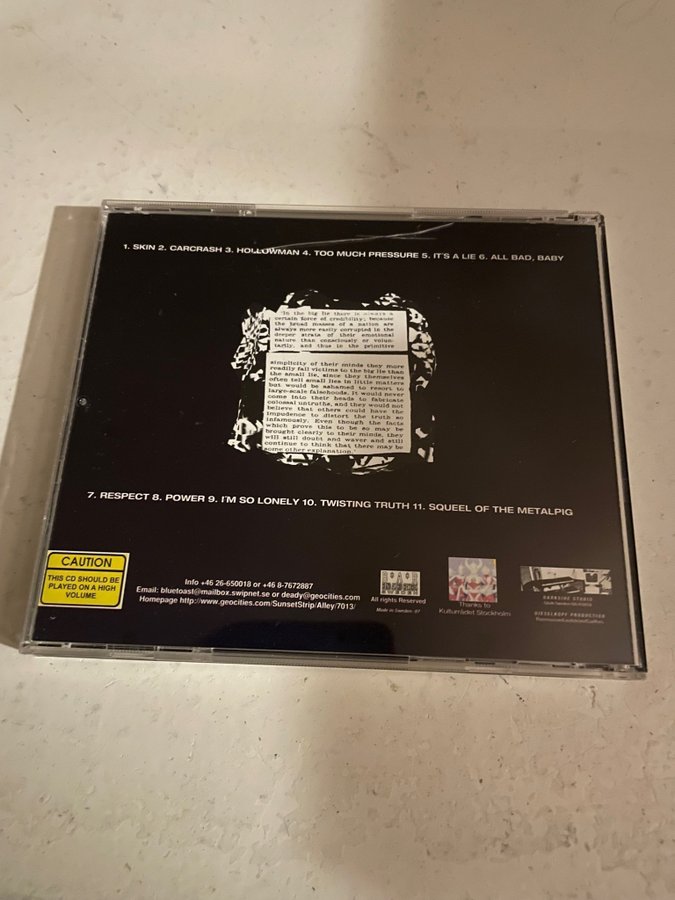 1. SKIN 2. CARCRASH 3. HOLLOWMAN 4. TOO MUCH PRESSURE 5. IT'S A LIE 6. ALL BAD, BABY
'In the big lie there is always a
certain force of credibility; because
the broad masses of a nation are
always more easily corrupted in the
deeper strata of their emotional
nature than consciously or volun-
tarily, and thus in the primitive
simplicity of their minds they more
readily fall victims to the big lie than
the small lie, since they themselves
often tell small lies in little matters
but would be ashamed to resort to
large-scale falsehoods. It would never
come into their heads to fabricate
colossal untruths, and they would not
believe that others could have the
impudence to distort the truth so
infamously. Even though the facts
which prove this to be so may be
brought clearly to their minds, they
will still doubt and waver and still
continue to think that there may be
some other explanation.'
7. RESPECT 8. POWER 9. I'M SO LONELY 10. TWISTING TRUTH 11. SQUEEL OF THE METALPIG
CAUTION
THIS CD SHOULD BE
PLAYED ON A HIGH
VOLUME
Info +46 26-650018 or +46 8-7672887
Email: bluetoast@mailbox.swipnet.se or deady@geocities.com
Homepage http://www.geocities.com/SunsetStrip/Alley/7013/
All rights Reserved
Made in Sweden -97
Thanks to
Kulturrådet Stockholm
DARKSIDE STUDIO
DIESELKOPF PRODUCTION